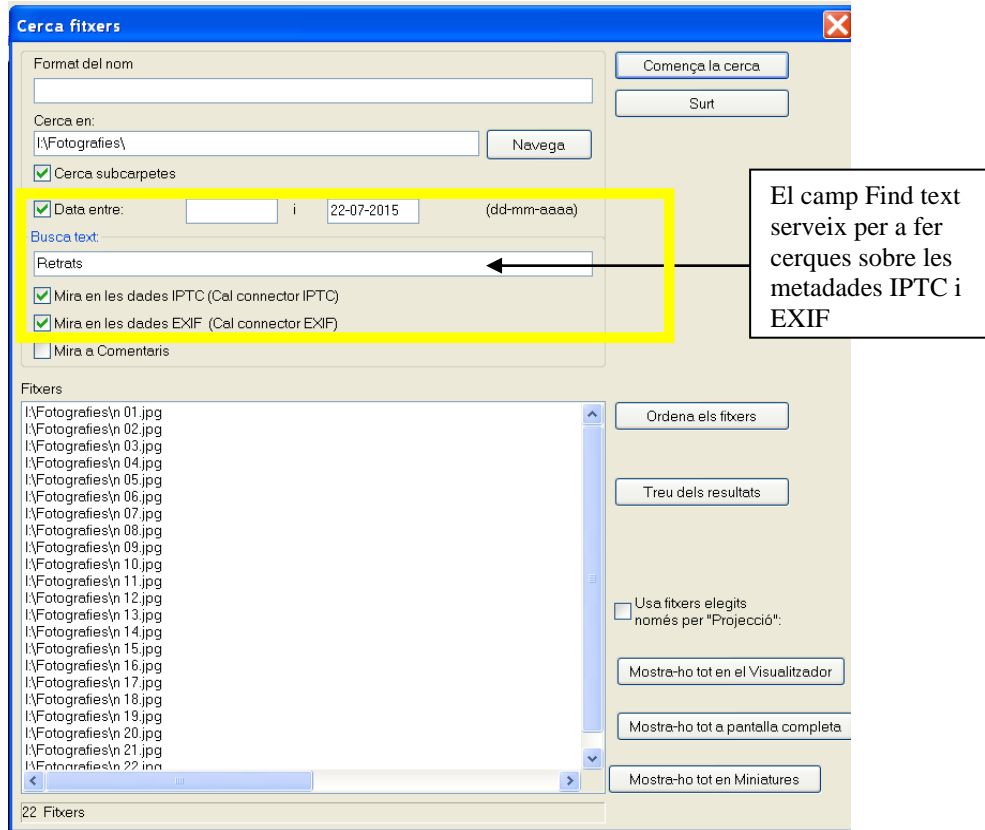 Cerca fitxers
Format del nom
Comença la cerca
Surt
Cerca en:
I:\Fotografies\
Navega
Cerca subcarpetes
Data entre:
i
22-07-2015
(dd-mm-aaaa)
Busca text:
Retrats
Mira en les dades IPTC (Cal connector IPTC)
Mira en les dades EXIF (Cal connector EXIF)
Mira a Comentaris
El camp Find text
serveix per a fer
cerques sobre les
metadades IPTC i
EXIF
Fitxers
I:\Fotografies\n 01.jpg
I:\Fotografies\n 02.jpg
I:\Fotografies\n 03.jpg
I:\Fotografies\n 04.jpg
I:\Fotografies\n 05.jpg
I:\Fotografies\n 06.jpg
I:\Fotografies\n 07.jpg
I:\Fotografies\n 08.jpg
I:\Fotografies\n 09.jpg
I:\Fotografies\n 10.jpg
I:\Fotografies\n 11.jpg
I:\Fotografies\n 12.jpg
I:\Fotografies\n 13.jpg
I:\Fotografies\n 14.jpg
I:\Fotografies\n 15.jpg
I:\Fotografies\n 16.jpg
I:\Fotografies\n 17.jpg
I:\Fotografies\n 18.jpg
I:\Fotografies\n 19.jpg
I:\Fotografies\n 20.jpg
I:\Fotografies\n 21.jpg
I:\Fotografies\n 22.jpg
Ordena els fitxers
Treu dels resultats
Usa fitxers elegits
només per "Projecció":
Mostra-ho tot en el Visualitzador
Mostra-ho tot a pantalla completa
Mostra-ho tot en Miniatures
22 Fitxers